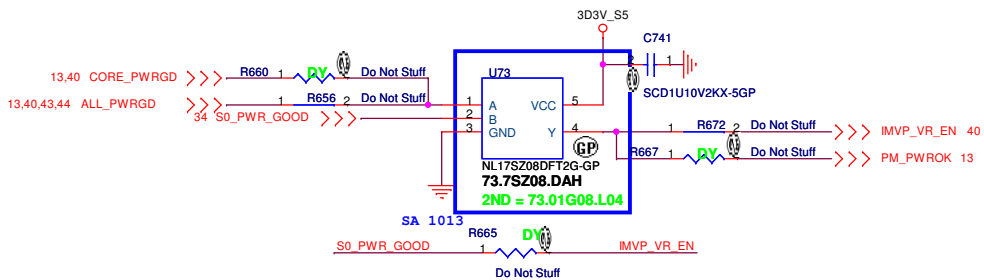 3D3V_S5
C741
2 1
SCD1U10V2KX-5GP
13,40 CORE_PWRGD
R660 1 DY Do Not Stuff
13,40,43,44 ALL_PWRGD
R656 1 2 Do Not Stuff
34 S0_PWR_GOOD
U73
1 A VCC 5
2 B
3 GND Y 4
GP
NL17SZ08DFT2G-GP
73.7SZ08.DAH
2ND = 73.01G08.L04
SA 1013
R672 1 2 Do Not Stuff
IMVP_VR_EN 40
R667 1 DY Do Not Stuff
PM_PWROK 13
S0_PWR_GOOD
R665 1 DY
IMVP_VR_EN
Do Not Stuff